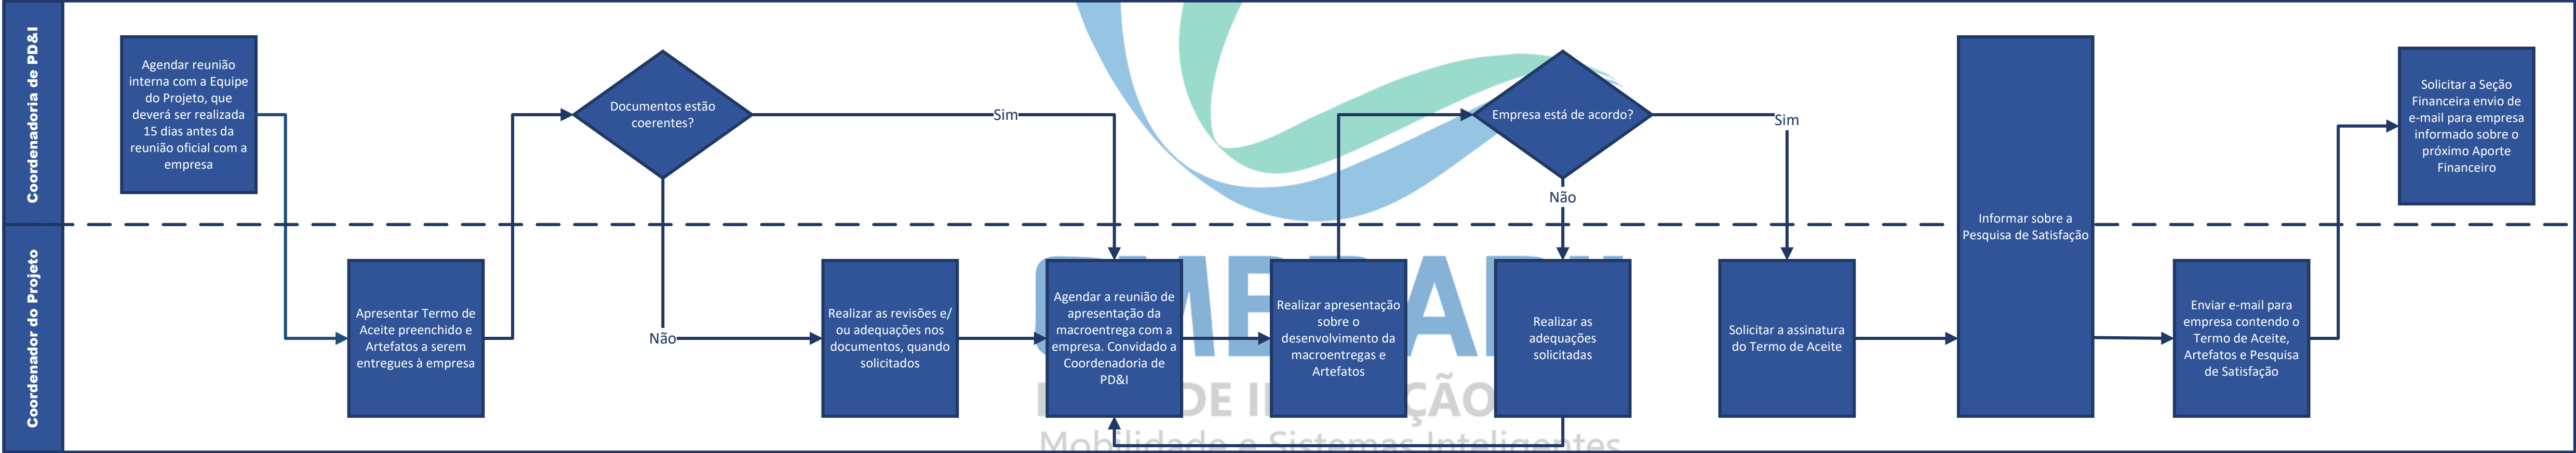 Coordenadoria de PD&I
Agendar reunião
interna com a Equipe
do Projeto, que
deverá ser realizada
15 dias antes da
reunião oficial com a
empresa
Documentos estão
coerentes?
Sim
Empresa está de acordo?
Sim
Não
Informar sobre a
Pesquisa de Satisfação
Solicitar a Seção
Financeira envio de
e-mail para empresa
informado sobre o
próximo Aporte
Financeiro
Coordenador do Projeto
Apresentar Termo de
Aceite preenchido e
Artefatos a serem
entregues à empresa
Não
Realizar as revisões e/
ou adequações nos
documentos, quando
solicitados
Agendar a reunião de
apresentação da
macroentrega com a
empresa. Convidado a
Coordenadoria de
PD&I
Realizar apresentação
sobre o
desenvolvimento da
macroentregas e
Artefatos
Realizar as
adequações
solicitadas
Solicitar a assinatura
do Termo de Aceite
Enviar e-mail para
empresa contendo o
Termo de Aceite,
Artefatos e Pesquisa
de Satisfação
DE
Mobilidade e Sistemas Inteligentes